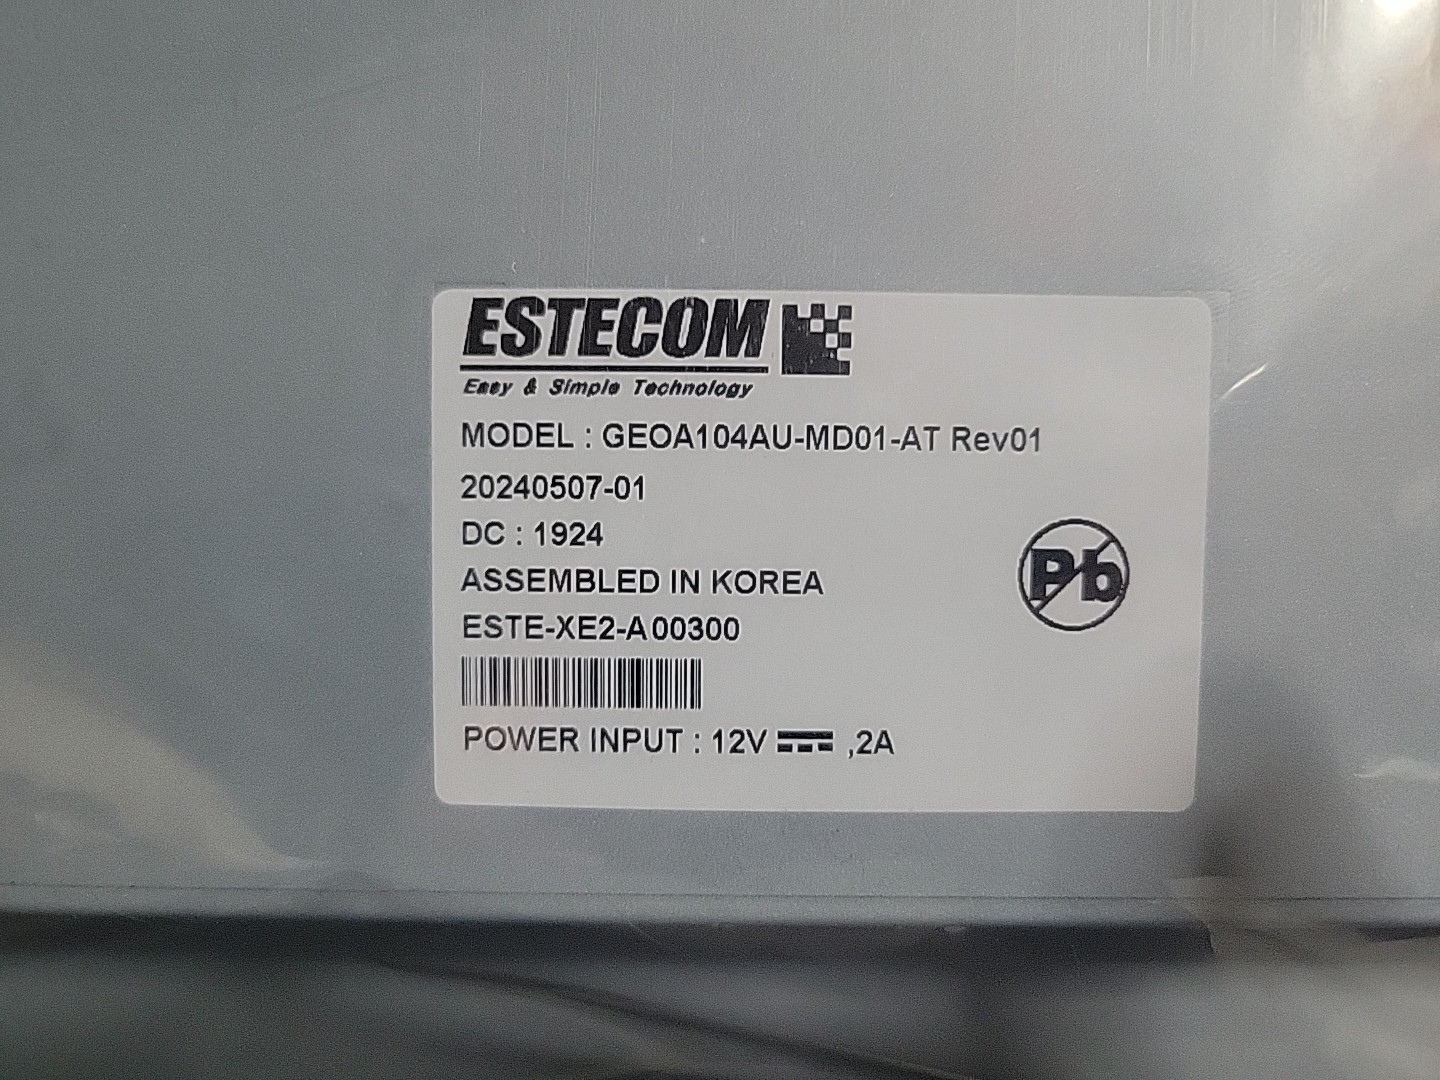 ESTECOM
Easy & Simple Technology
MODEL : GEOA104AU-MD01-AT Rev01
20240507-01
DC : 1924
ASSEMBLED IN KOREA
Pb
ESTE-XE2-A00300
POWER INPUT : 12V ⎓ ,2A